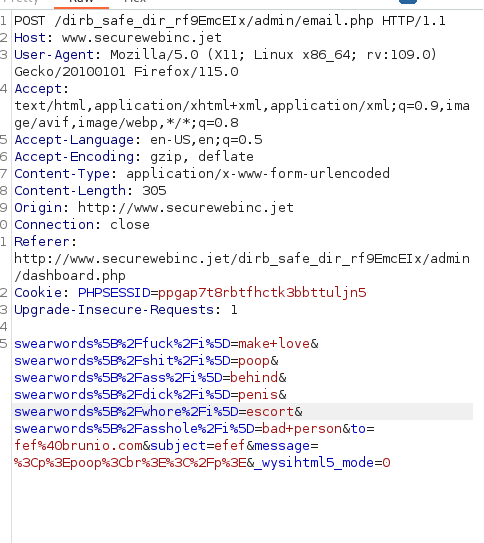 Pretty Raw Hex
1 POST /dirb_safe_dir_rf9EmcEIx/admin/email.php HTTP/1.1
2 Host: www.securewebinc.jet
3 User-Agent: Mozilla/5.0 (X11; Linux x86_64; rv:109.0)
Gecko/20100101 Firefox/115.0
4 Accept:
text/html,application/xhtml+xml,application/xml;q=0.9,ima
ge/avif,image/webp,*/*;q=0.8
5 Accept-Language: en-US,en;q=0.5
6 Accept-Encoding: gzip, deflate
7 Content-Type: application/x-www-form-urlencoded
8 Content-Length: 305
9 Origin: http://www.securewebinc.jet
0 Connection: close
1 Referer:
http://www.securewebinc.jet/dirb_safe_dir_rf9EmcEIx/admin
/dashboard.php
2 Cookie: PHPSESSID=ppgap7t8rbtfhctk3bbttuljn5
3 Upgrade-Insecure-Requests: 1
4
5 swearwords%5B%2Ffuck%2Fi%5D=make+love&
swearwords%5B%2Fshit%2Fi%5D=poop&
swearwords%5B%2Fass%2Fi%5D=behind&
swearwords%5B%2Fdick%2Fi%5D=penis&
swearwords%5B%2Fwhore%2Fi%5D=escort&
swearwords%5B%2Fasshole%2Fi%5D=bad+person&to=
fef%40brunio.com&subject=efef&message=
%3Cp%3Epoop%3Cbr%3E%3C%2Fp%3E&_wysihtml5_mode=0